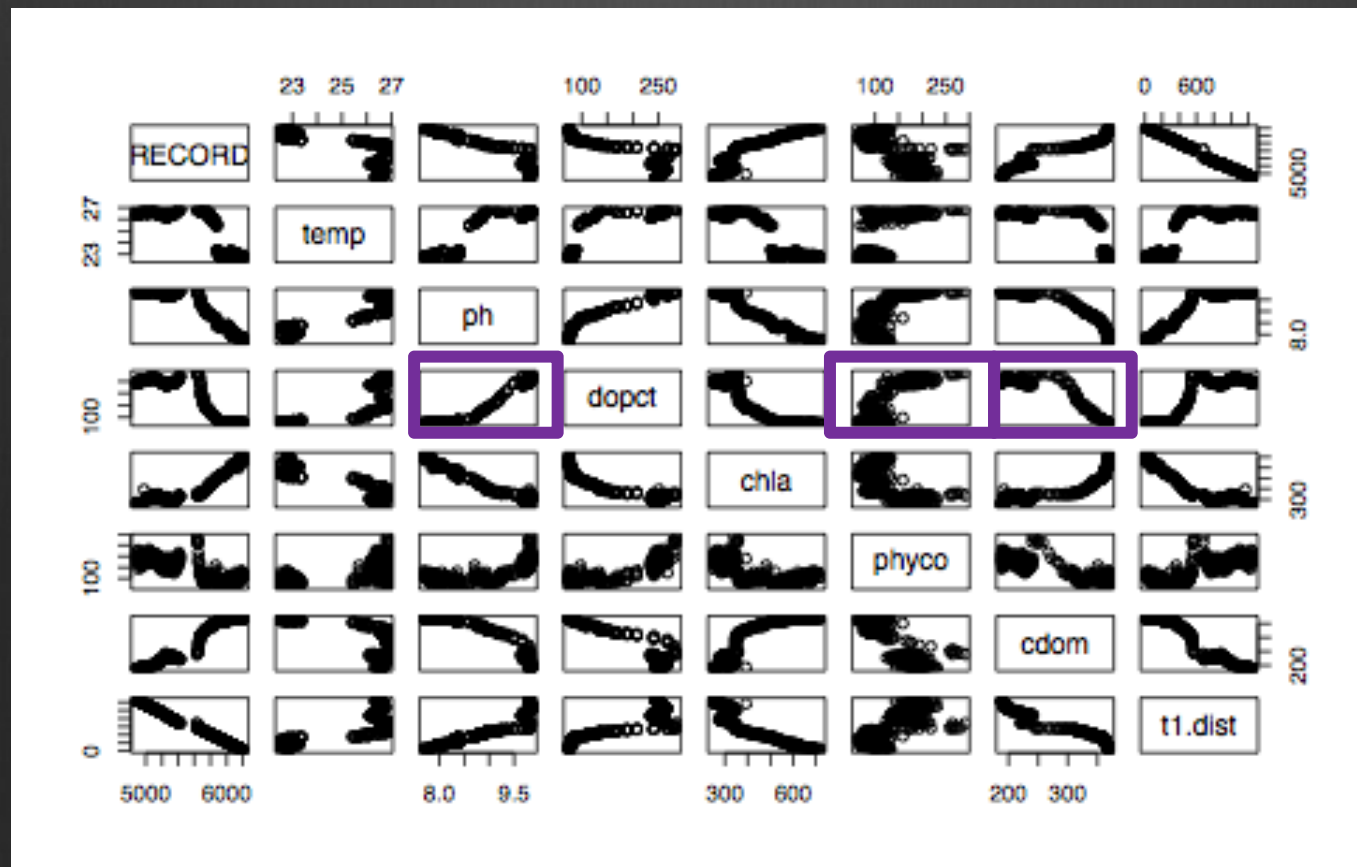 23 25 27 100 250 100 250 0 600
RECORD 5000
27 23 temp
ph 8.0
100 dopct
chla 300
100 phyco
cdom 200
0 t1.dist
5000 6000 8.0 9.5 300 600 200 300